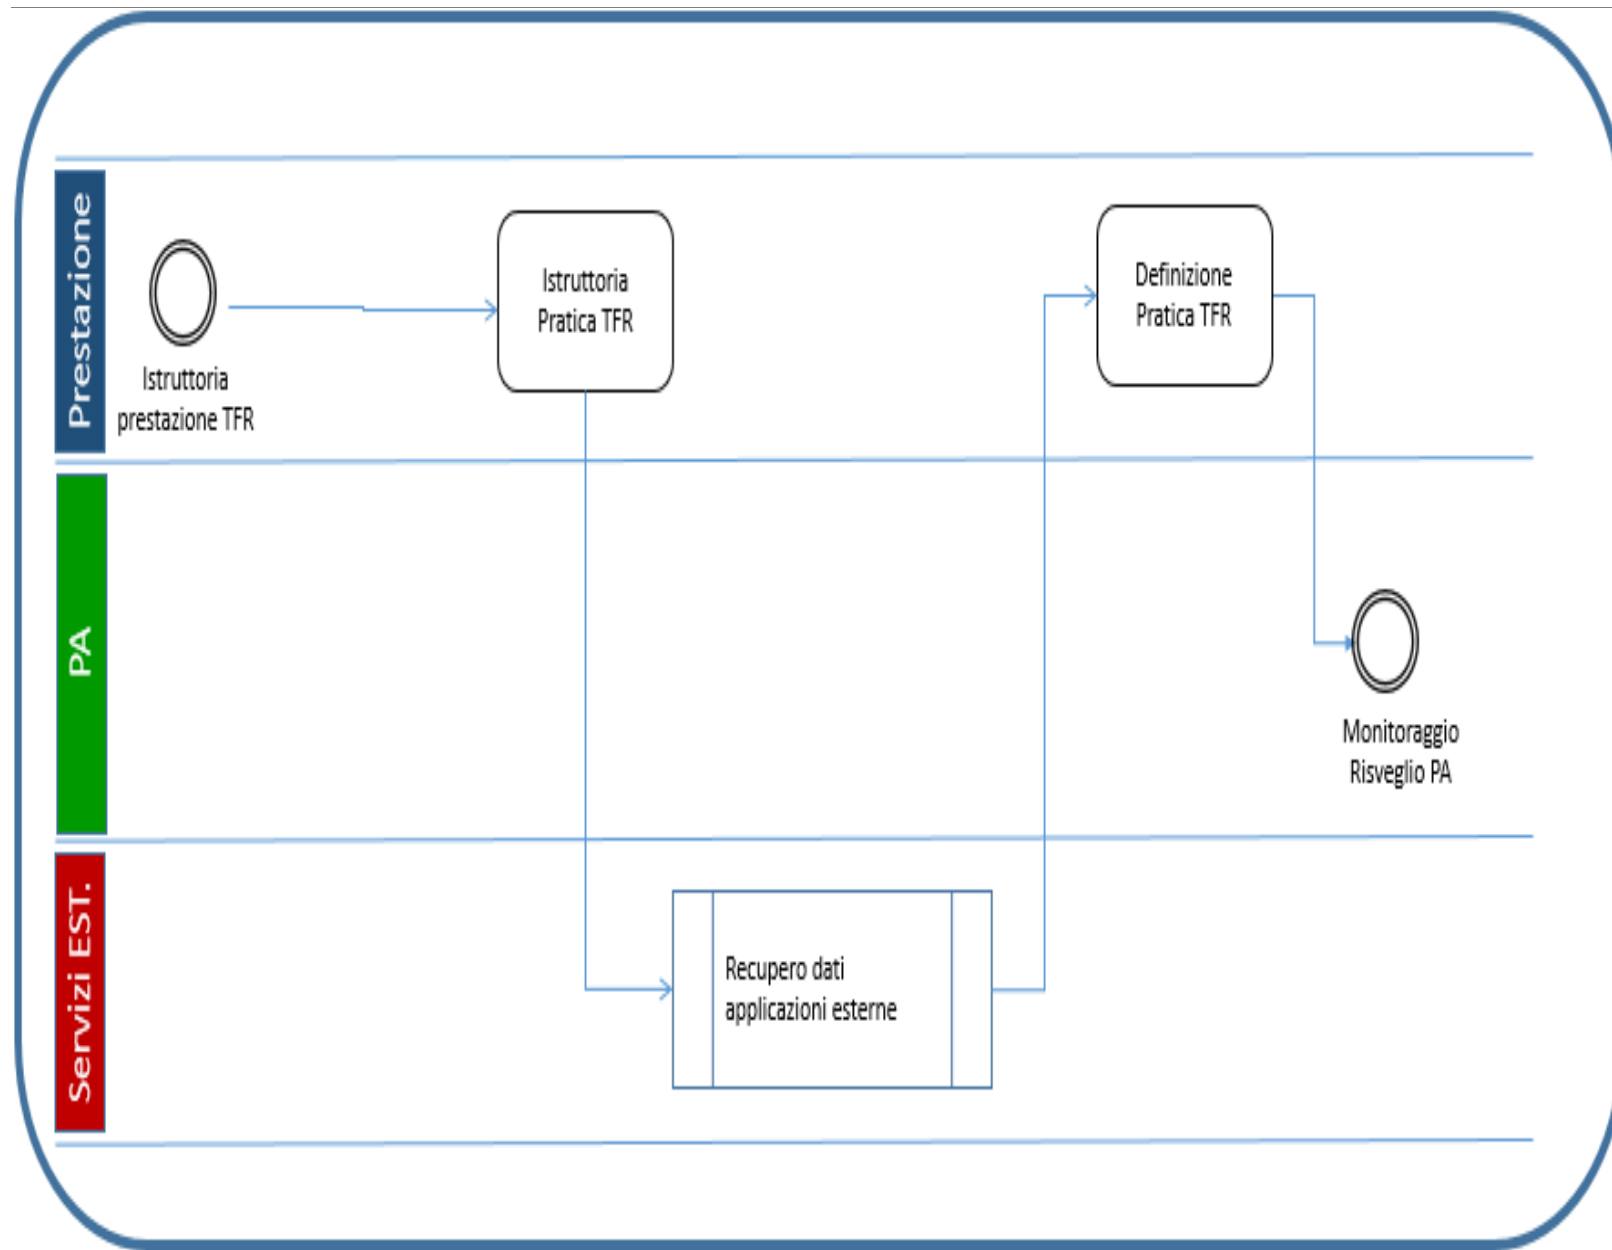 Prestazione
Istruttoria
prestazione TFR
Istruttoria
Pratica TFR
Definizione
Pratica TFR
PA
Monitoraggio
Risveglio PA
Servizi EST.
Recupero dati
applicazioni esterne